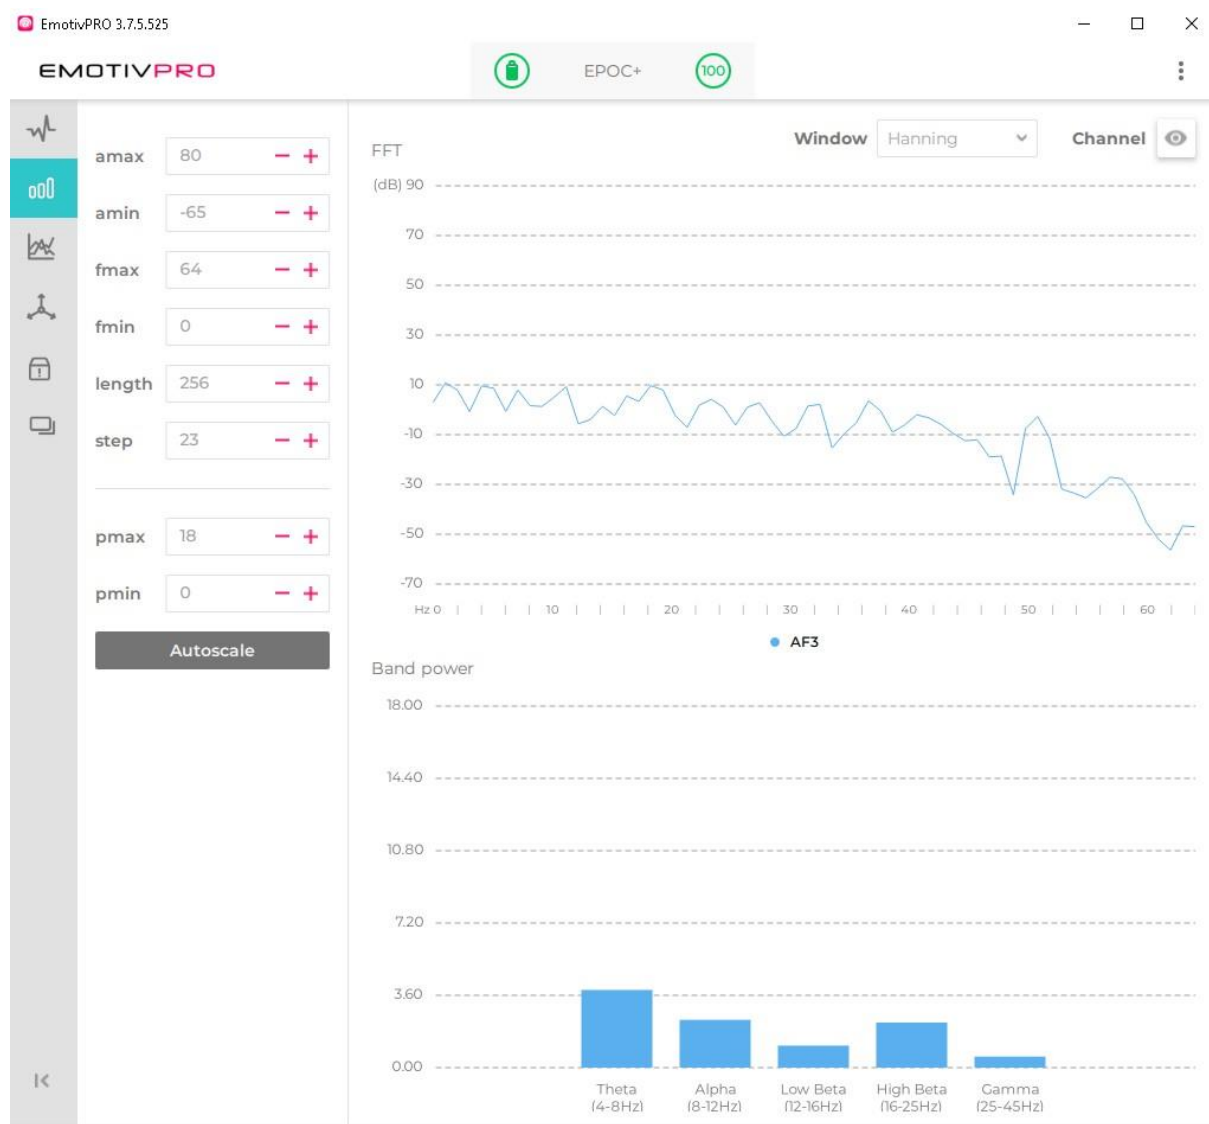 EmotivPRO 3.7.5.525
EMOTIVPRO
EPOC+
100
amax 80
amin -65
fmax 64
fmin 0
length 256
step 23
pmax 18
pmin 0
Autoscale
FFT
Window Hanning
Channel
(dB) 90
70
50
30
10
-10
-30
-50
-70
Hz 0 10 20 30 40 50 60
AF3
Band power
18.00
14.40
10.80
7.20
3.60
0.00
Theta Alpha Low Beta High Beta Gamma
(4-8Hz) (8-12Hz) (12-16Hz) (16-25Hz) (25-45Hz)